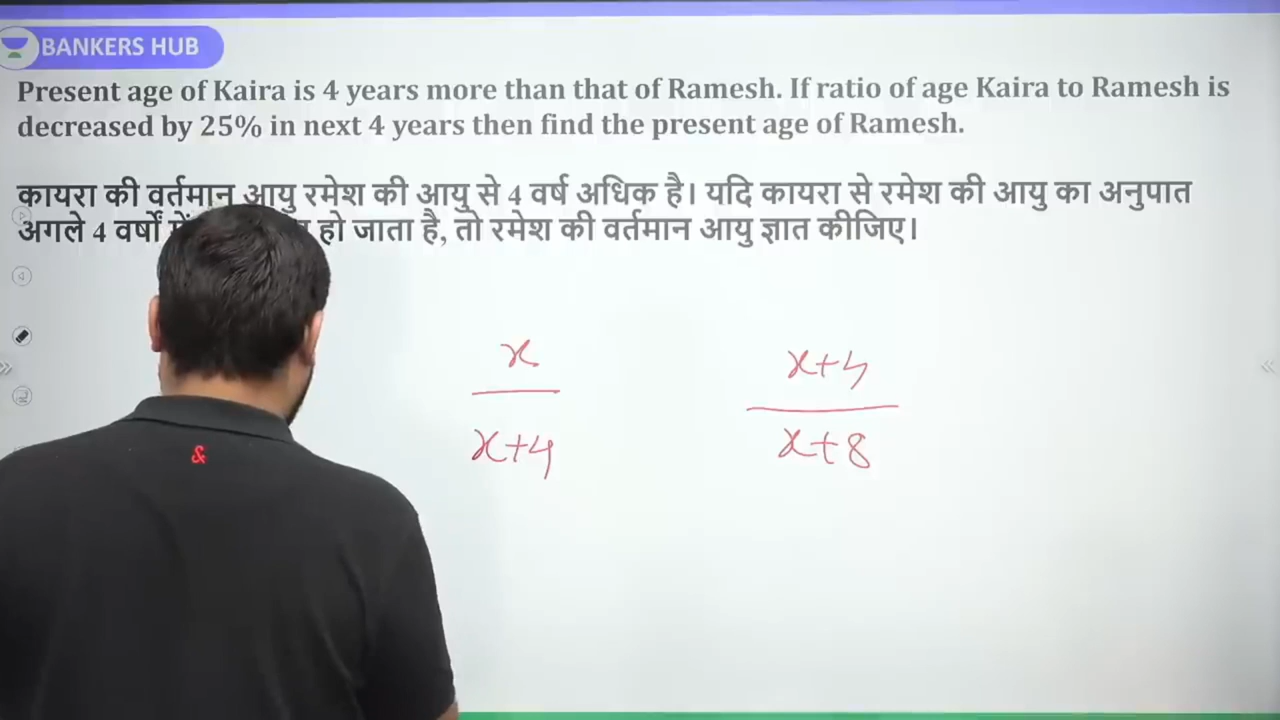 BANKERS HUB
Present age of Kaira is 4 years more than that of Ramesh. If ratio of age Kaira to Ramesh is
decreased by 25% in next 4 years then find the present age of Ramesh.
कायरा की वर्तमान आयु रमेश की आयु से 4 वर्ष अधिक है। यदि कायरा से रमेश की आयु का अनुपात
अगले 4 वर्षों हो जाता है, तो रमेश की वर्तमान आयु ज्ञात कीजिए।
x
x+4
x+4
x+8
&